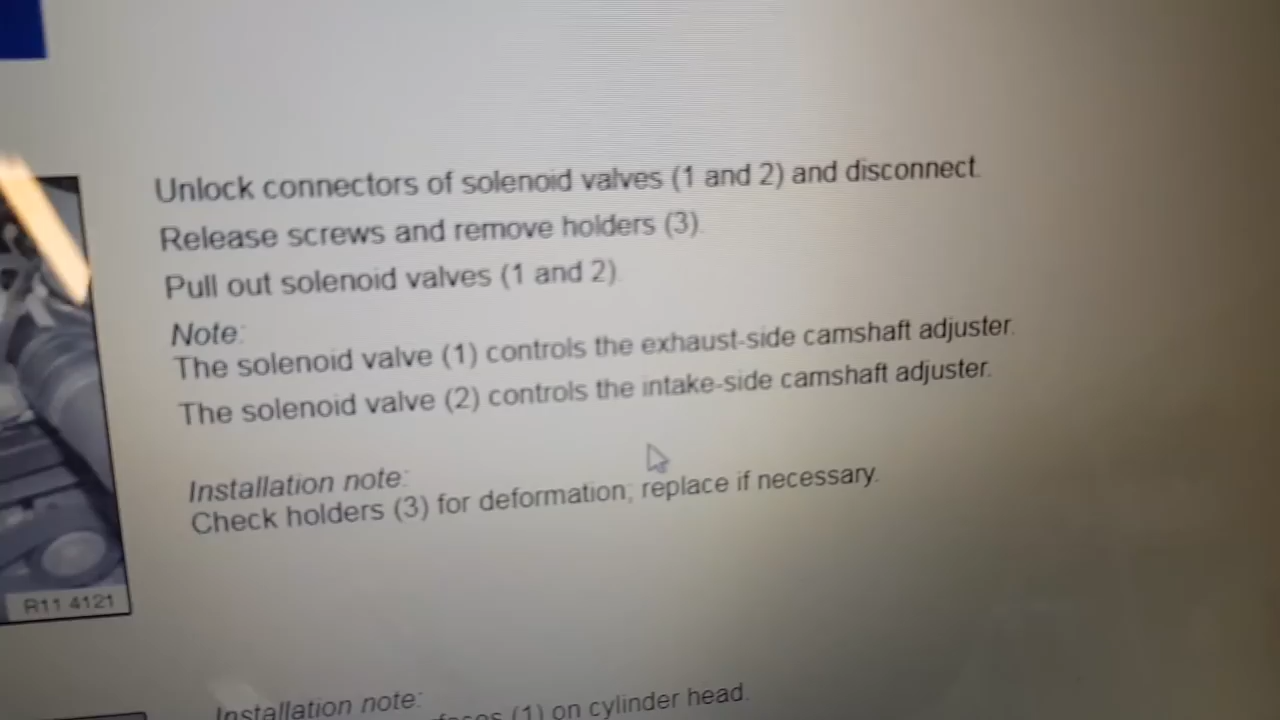 Unlock connectors of solenoid valves (1 and 2) and disconnect.
Release screws and remove holders (3).
Pull out solenoid valves (1 and 2).
Note:
The solenoid valve (1) controls the exhaust-side camshaft adjuster.
The solenoid valve (2) controls the intake-side camshaft adjuster.
Installation note:
Check holders (3) for deformation; replace if necessary.
R11 4121
Installation note:
(1) on cylinder head.